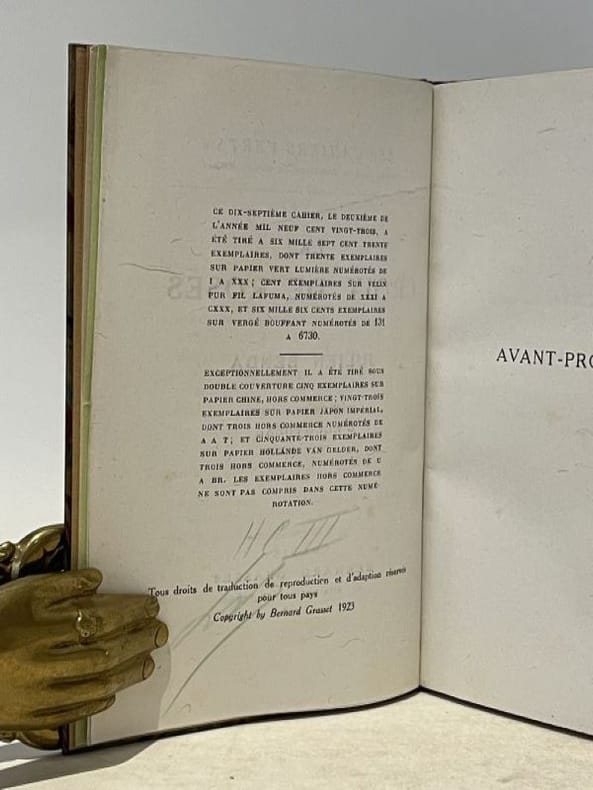 CE DIX-SEPTIÈME CAHIER, LE DEUXIÈME DE
L'ANNÉE MIL NEUF CENT VINGT-TROIS, A
ÉTÉ TIRÉ A SIX MILLE SEPT CENT TRENTE
EXEMPLAIRES, DONT TRENTE EXEMPLAIRES
SUR PAPIER VERT LUMIÈRE NUMÉROTÉS DE
I A XXX ; CENT EXEMPLAIRES SUR VÉLIN
PUR FIL LAFUMA, NUMÉROTÉS DE XXXI A
CXXX, ET SIX MILLE SIX CENTS EXEMPLAIRES
SUR VERGÉ BOUFFANT NUMÉROTÉS DE 131
A 6730.
EXCEPTIONNELLEMENT IL A ÉTÉ TIRÉ SOUS
DOUBLE COUVERTURE CINQ EXEMPLAIRES SUR
PAPIER CHINE, HORS COMMERCE ; VINGT-TROIS
EXEMPLAIRES SUR PAPIER JAPON IMPÉRIAL,
DONT TROIS HORS COMMERCE NUMÉROTÉS DE
A A T ; ET CINQUANTE-TROIS EXEMPLAIRES
SUR PAPIER HOLLANDE VAN GELDER, DONT
TROIS HORS COMMERCE, NUMÉROTÉS DE U
A BR. LES EXEMPLAIRES HORS COMMERCE
NE SONT PAS COMPRIS DANS CETTE NUMÉ-
ROTATION.
HC III
Tous droits de traduction de reproduction et d'adaption réservés
pour tous pays
Copyright by Bernard Grasset 1923
AVANT-PRO